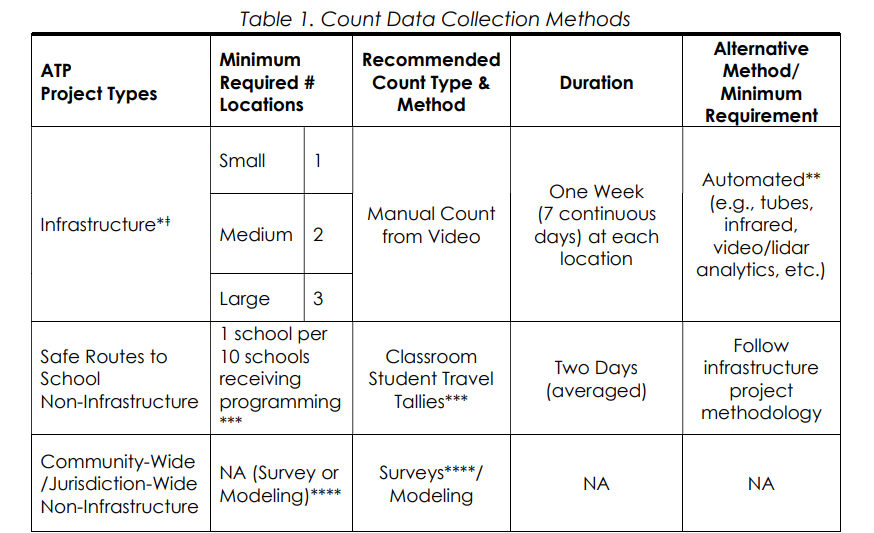 Table 1. Count Data Collection Methods
ATP
Project Types
Minimum
Required #
Locations
Recommended
Count Type &
Method
Duration
Alternative
Method/
Minimum
Requirement
Infrastructure*‡
Small
1
Medium
2
Large
3
Manual Count
from Video
One Week
(7 continuous
days) at each
location
Automated**
(e.g., tubes,
infrared,
video/lidar
analytics, etc.)
Safe Routes to
School
Non-Infrastructure
1 school per
10 schools
receiving
programming
***
Classroom
Student Travel
Tallies***
Two Days
(averaged)
Follow
infrastructure
project
methodology
Community-Wide
/Jurisdiction-Wide
Non-Infrastructure
NA (Survey or
Modeling)****
Surveys****/
Modeling
NA
NA